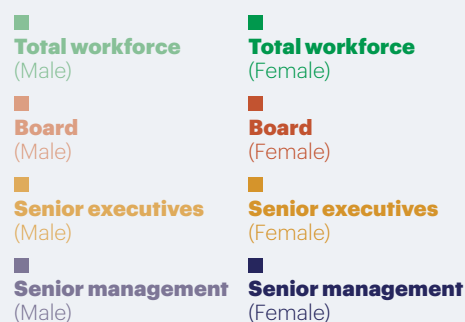 Total workforce
(Male)
Total workforce
(Female)
Board
(Male)
Board
(Female)
Senior executives
(Male)
Senior executives
(Female)
Senior management
(Male)
Senior management
(Female)